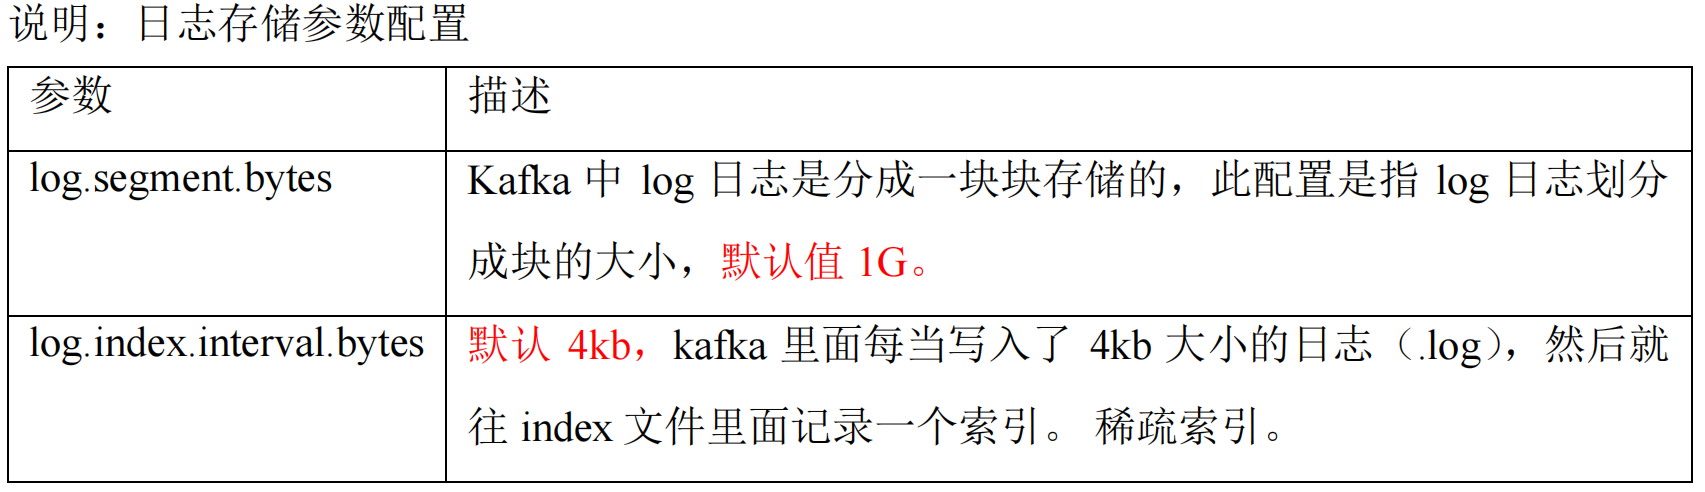 说明：日志存储参数配置
参数
描述
log.segment.bytes
Kafka 中 log 日志是分成一块块存储的，此配置是指 log 日志划分
成块的大小，默认值 1G。
log.index.interval.bytes
默认 4kb，kafka 里面每当写入了 4kb 大小的日志（.log），然后就
往 index 文件里面记录一个索引。 稀疏索引。